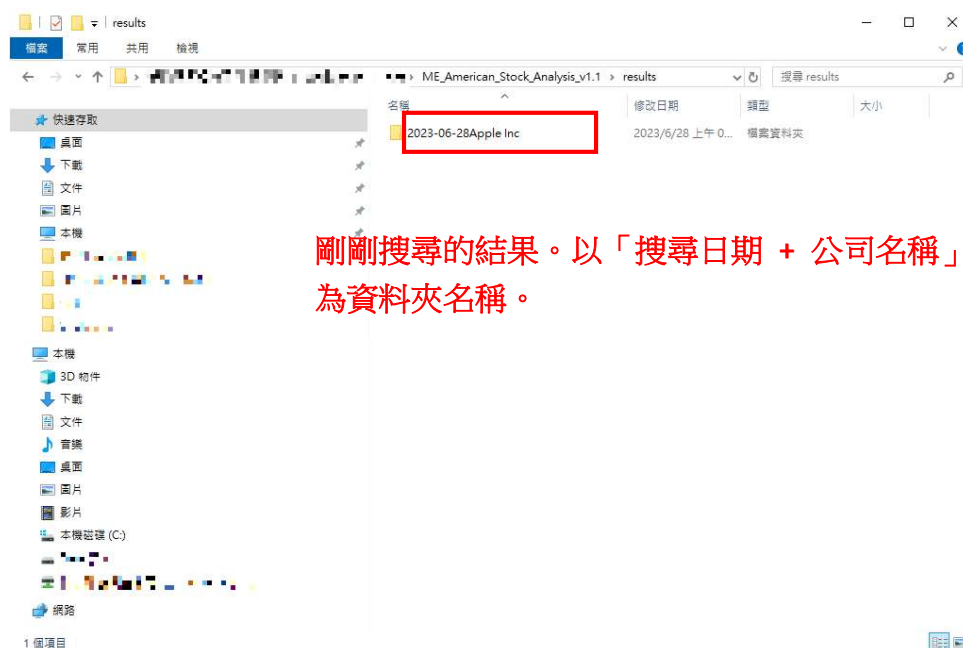 results
檔案 常用 共用 檢視
ME_American_Stock_Analysis_v1.1 > results 搜尋 results
名稱 修改日期 類型 大小
快速存取
2023-06-28Apple Inc 2023/6/28 上午 0... 檔案資料夾
桌面
下載
文件
圖片
本機
剛剛搜尋的結果。以「搜尋日期 + 公司名稱」
為資料夾名稱。
本機
3D 物件
下載
文件
音樂
桌面
圖片
影片
本機磁碟 (C:)
網路
1 個項目